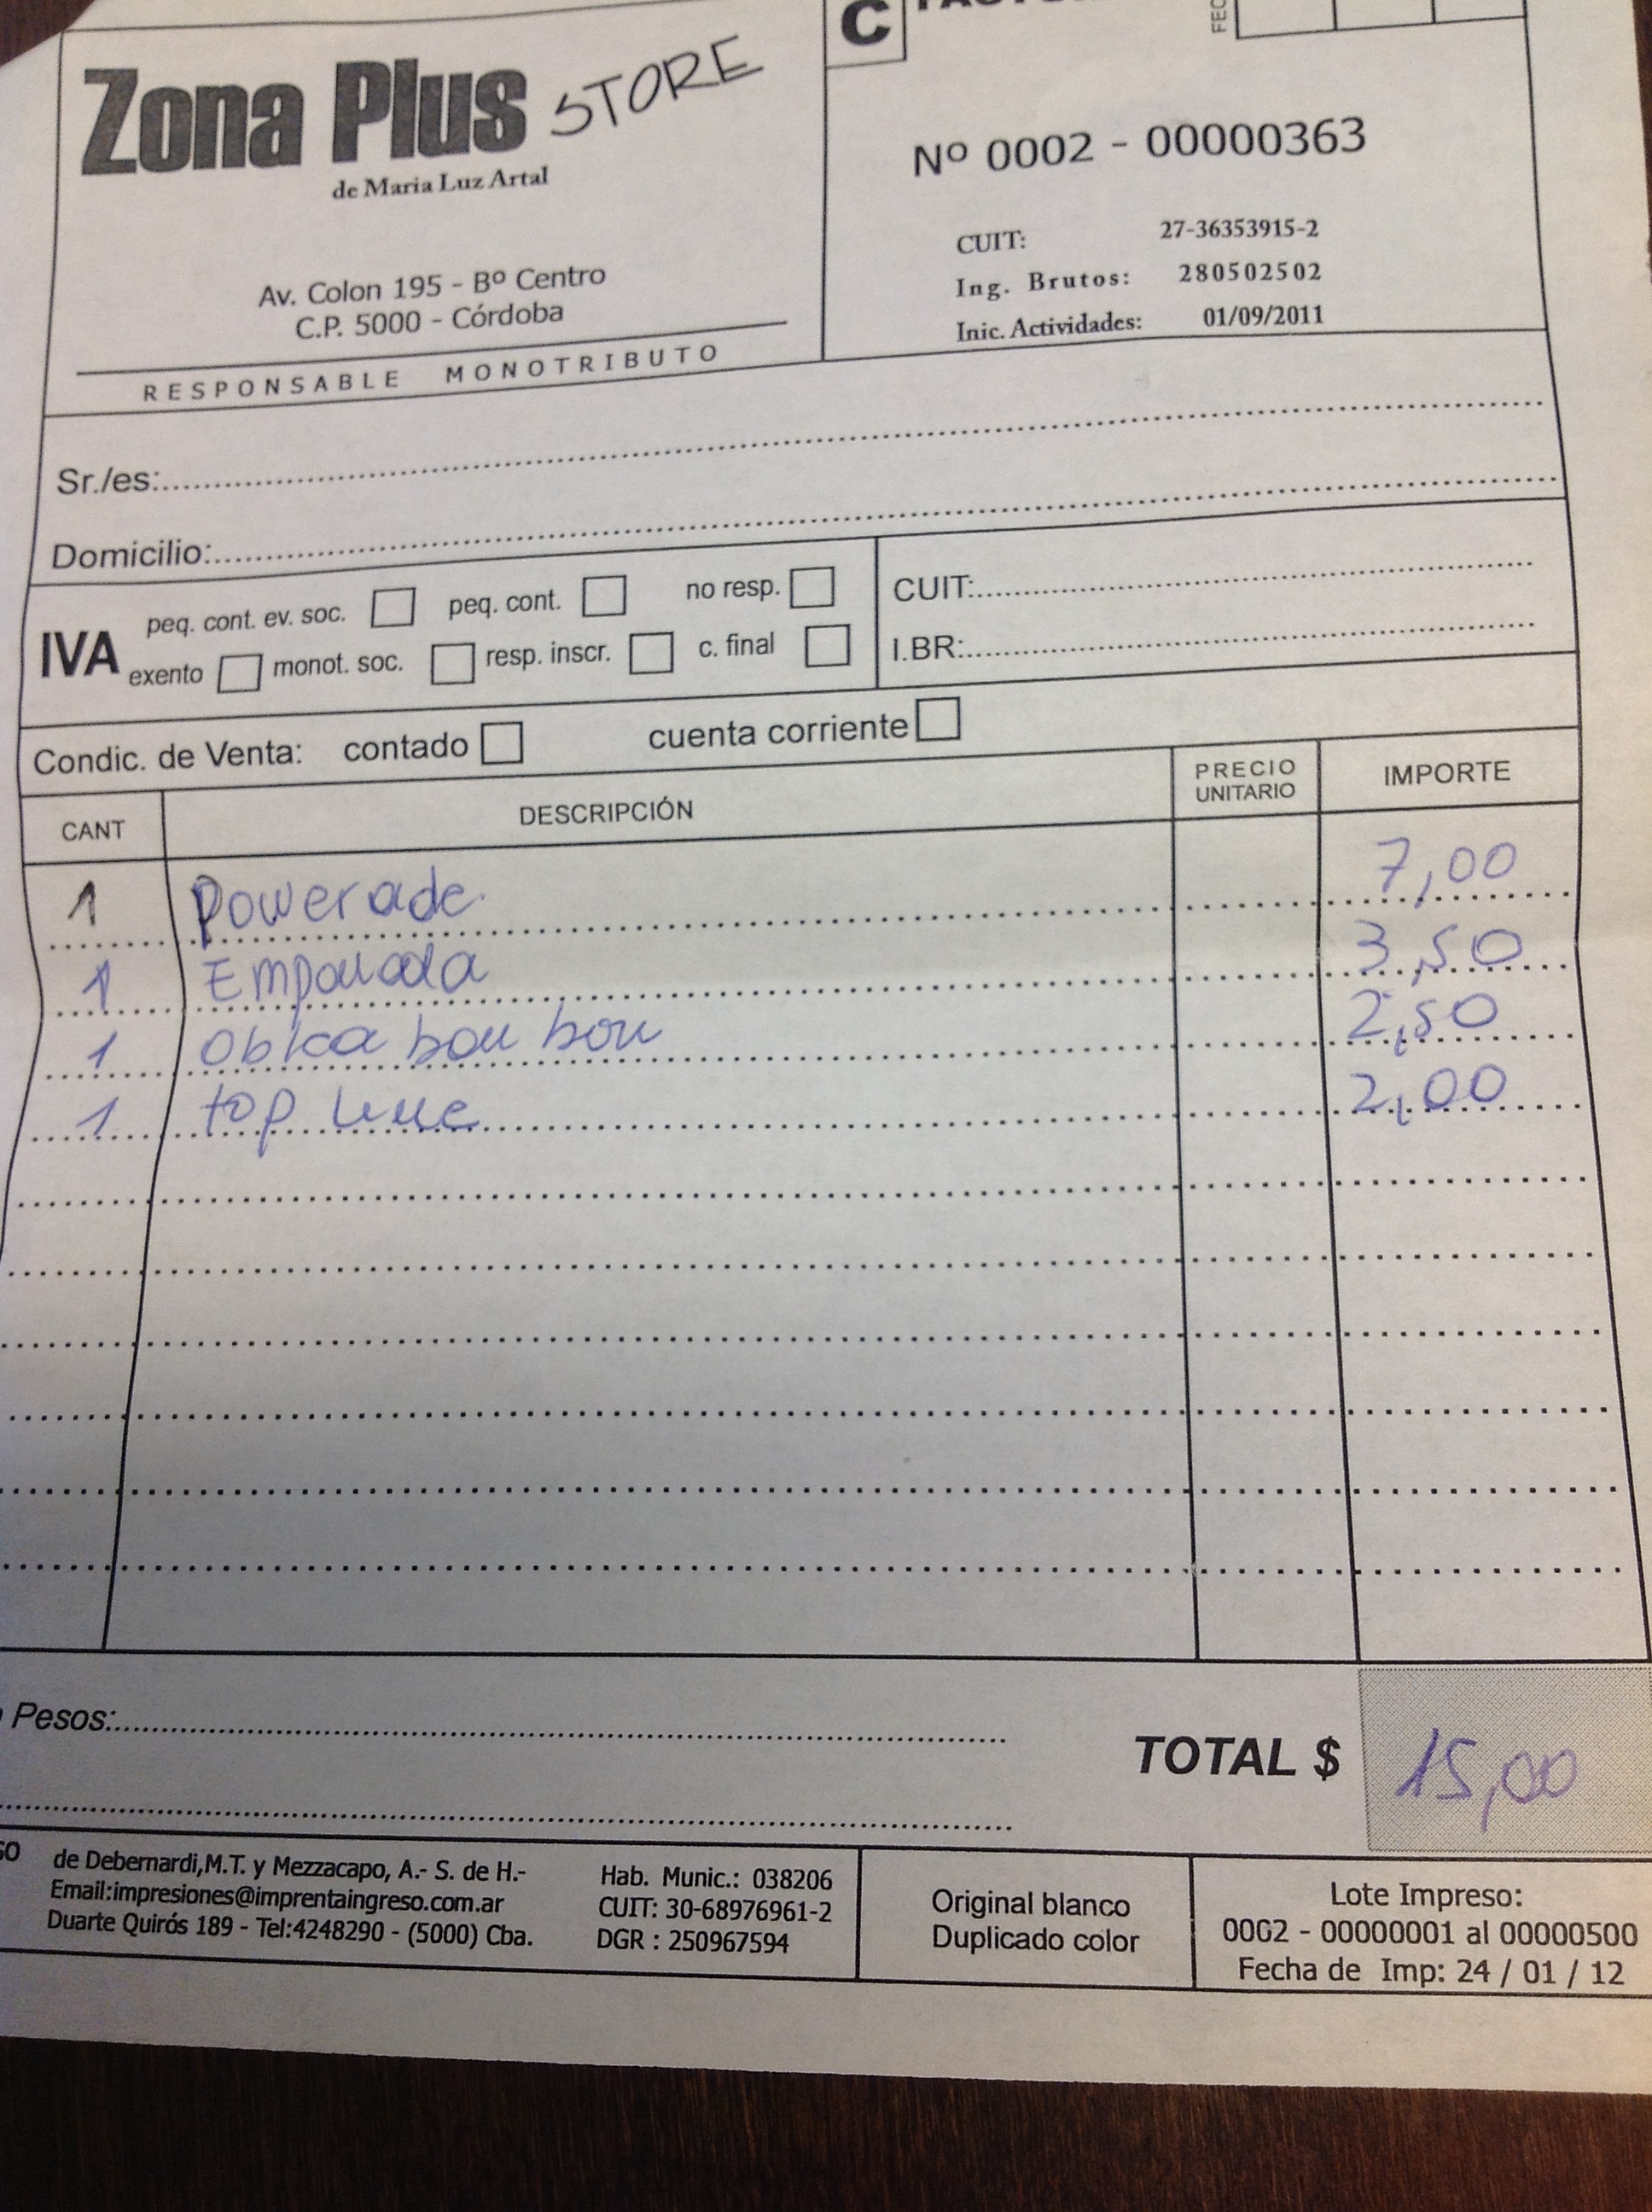 C
FEC
Zona Plus STORE
de Maria Luz Artal
Av. Colon 195 - Bº Centro
C.P. 5000 - Córdoba
RESPONSABLE MONOTRIBUTO
Nº 0002 - 00000363
CUIT: 27-36353915-2
Ing. Brutos: 280502502
Inic. Actividades: 01/09/2011
Sr./es:
Domicilio:
IVA
peq. cont. ev. soc. peq. cont. no resp.
exento monot. soc. resp. inscr. c. final
CUIT:
I.BR:
Condic. de Venta: contado cuenta corriente
CANT DESCRIPCIÓN PRECIO UNITARIO IMPORTE
1 Powerade 7,00
1 Empanada 3,50
1 Oblea bon bon 2,50
1 top line 2,00
Pesos:
TOTAL $ 15,00
de Debernardi,M.T. y Mezzacapo, A.- S. de H.-
Email:impresiones@imprentaingreso.com.ar
Duarte Quirós 189 - Tel:4248290 - (5000) Cba.
Hab. Munic.: 038206
CUIT: 30-68976961-2
DGR : 250967594
Original blanco
Duplicado color
Lote Impreso:
0002 - 00000001 al 00000500
Fecha de Imp: 24 / 01 / 12